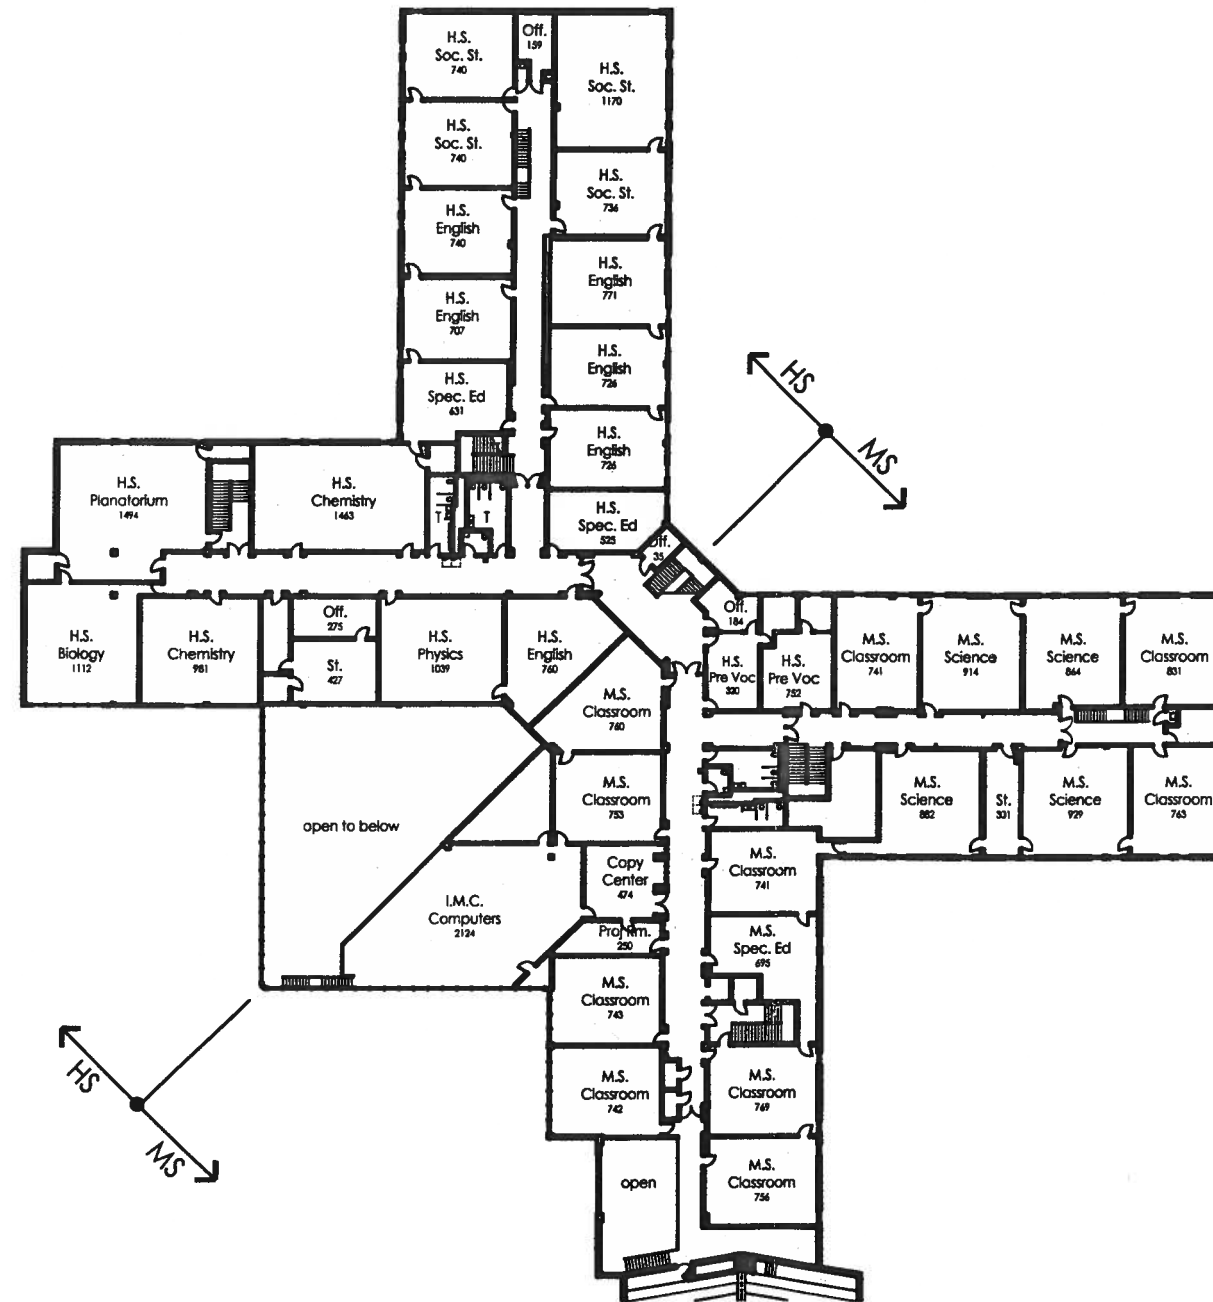 H.S.
Soc. St.
740
Off.
159
H.S.
Soc. St.
1170
H.S.
Soc. St.
740
H.S.
Soc. St.
736
H.S.
English
740
H.S.
English
771
H.S.
English
707
H.S.
English
726
H.S.
Spec. Ed
631
H.S.
English
726
HS
MS
H.S.
Planatorium
1494
H.S.
Chemistry
1463
T
T
H.S.
Spec. Ed
525
Off.
35
H.S.
Biology
1112
H.S.
Chemistry
981
Off.
275
St.
427
H.S.
Physics
1039
H.S.
English
760
Off.
184
H.S.
Pre Voc
320
H.S.
Pre Voc
752
M.S.
Classroom
741
M.S.
Science
914
M.S.
Science
864
M.S.
Classroom
831
M.S.
Classroom
760
M.S.
Classroom
753
M.S.
Science
882
St.
301
M.S.
Science
929
M.S.
Classroom
763
open to below
Copy
Center
474
M.S.
Classroom
741
I.M.C.
Computers
2124
Proj Rm.
250
M.S.
Spec. Ed
695
M.S.
Classroom
743
HS
MS
M.S.
Classroom
742
M.S.
Classroom
769
open
M.S.
Classroom
756